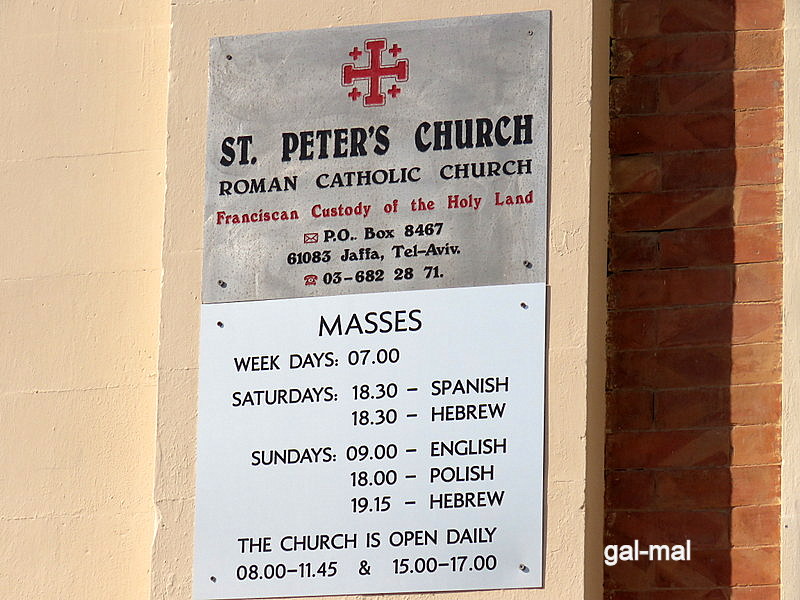 ST. PETER'S CHURCH
ROMAN CATHOLIC CHURCH
Franciscan Custody of the Holy Land
P.O. Box 8467
61083 Jaffa, Tel-Aviv.
03-682 28 71.
MASSES
WEEK DAYS: 07.00
SATURDAYS: 18.30 – SPANISH
18.30 – HEBREW
SUNDAYS: 09.00 – ENGLISH
18.00 – POLISH
19.15 – HEBREW
THE CHURCH IS OPEN DAILY
08.00–11.45 & 15.00–17.00
gal-mal